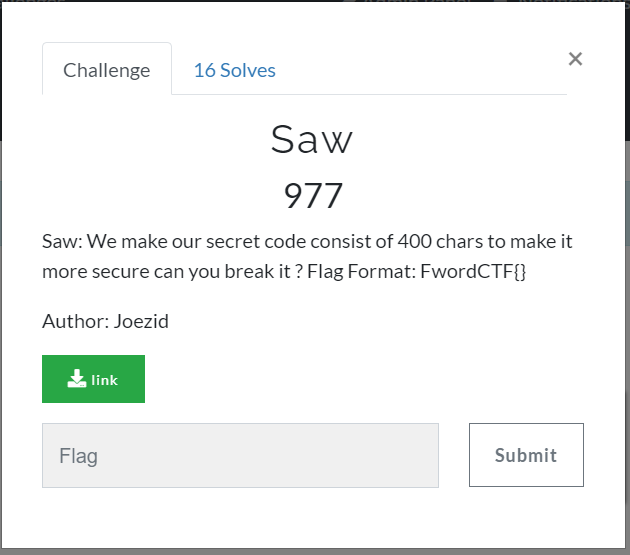 Challenge
16 Solves
×
Saw
977
Saw: We make our secret code consist of 400 chars to make it
more secure can you break it ? Flag Format: FwordCTF{}
Author: Joezid
link
Flag
Submit